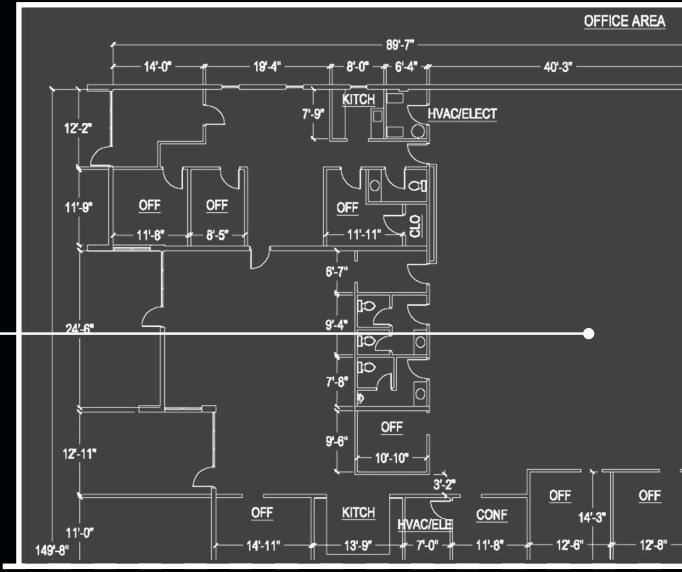 OFFICE AREA
89'-7"
14'-0" 19'-4" 8'-0" 6'-4" 40'-3"
KITCH
7'-9" HVAC/ELECT
12'-2"
OFF OFF OFF CLO
11'-9"
11'-8" 8'-5" 11'-11"
6'-7"
24'-6" 9'-4"
7'-8"
OFF
12'-11" 9'-6" 10'-10"
3'-2"
OFF OFF
OFF KITCH CONF
HVAC/ELE 14'-3"
11'-0"
149'-8" 14'-11" 13'-9" 7'-0" 11'-8" 12'-6" 12'-8"